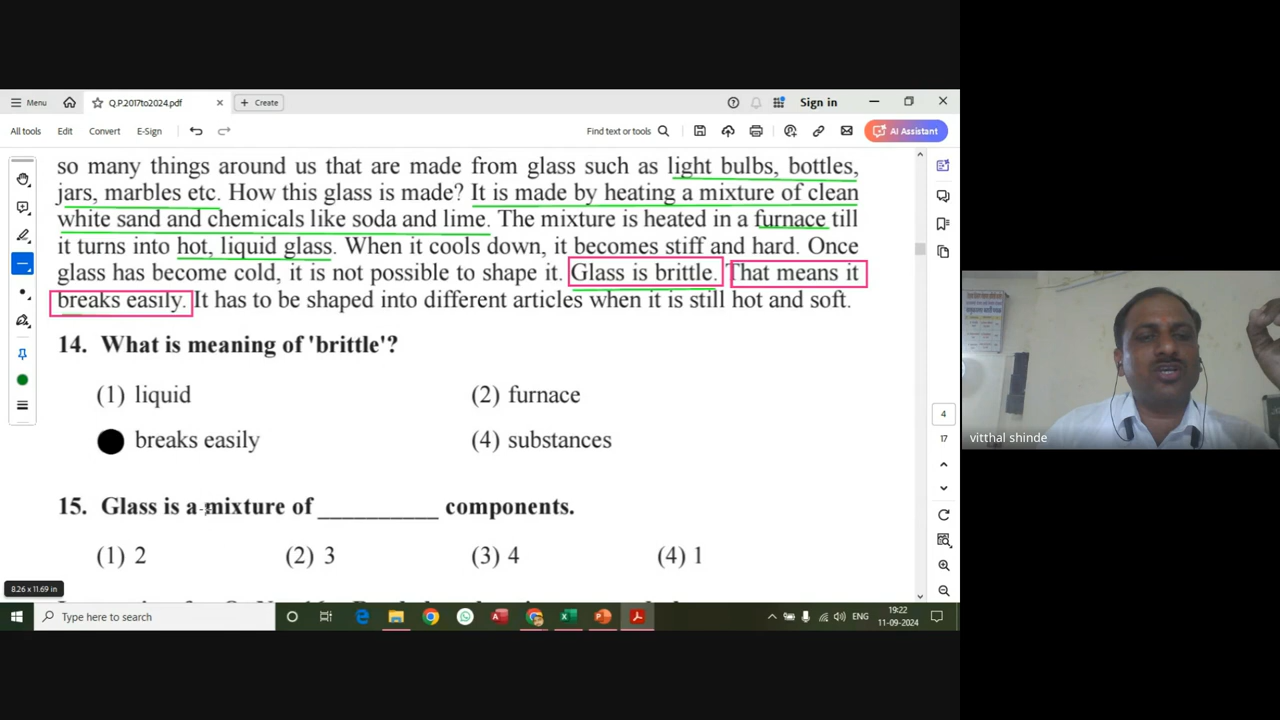 Menu
Q.P.2017to2024.pdf
Create
Sign in
All tools
Edit
Convert
E-Sign
Find text or tools
AI Assistant
so many things around us that are made from glass such as light bulbs, bottles,
jars, marbles etc. How this glass is made? It is made by heating a mixture of clean
white sand and chemicals like soda and lime. The mixture is heated in a furnace till
it turns into hot, liquid glass. When it cools down, it becomes stiff and hard. Once
glass has become cold, it is not possible to shape it. Glass is brittle. That means it
breaks easily. It has to be shaped into different articles when it is still hot and soft.
14. What is meaning of 'brittle'?
(1) liquid (2) furnace
breaks easily (4) substances
15. Glass is a mixture of __________ components.
(1) 2 (2) 3 (3) 4 (4) 1
4
17
8.26 x 11.69 in
Type here to search
ENG
19:22
11-09-2024
vitthal shinde